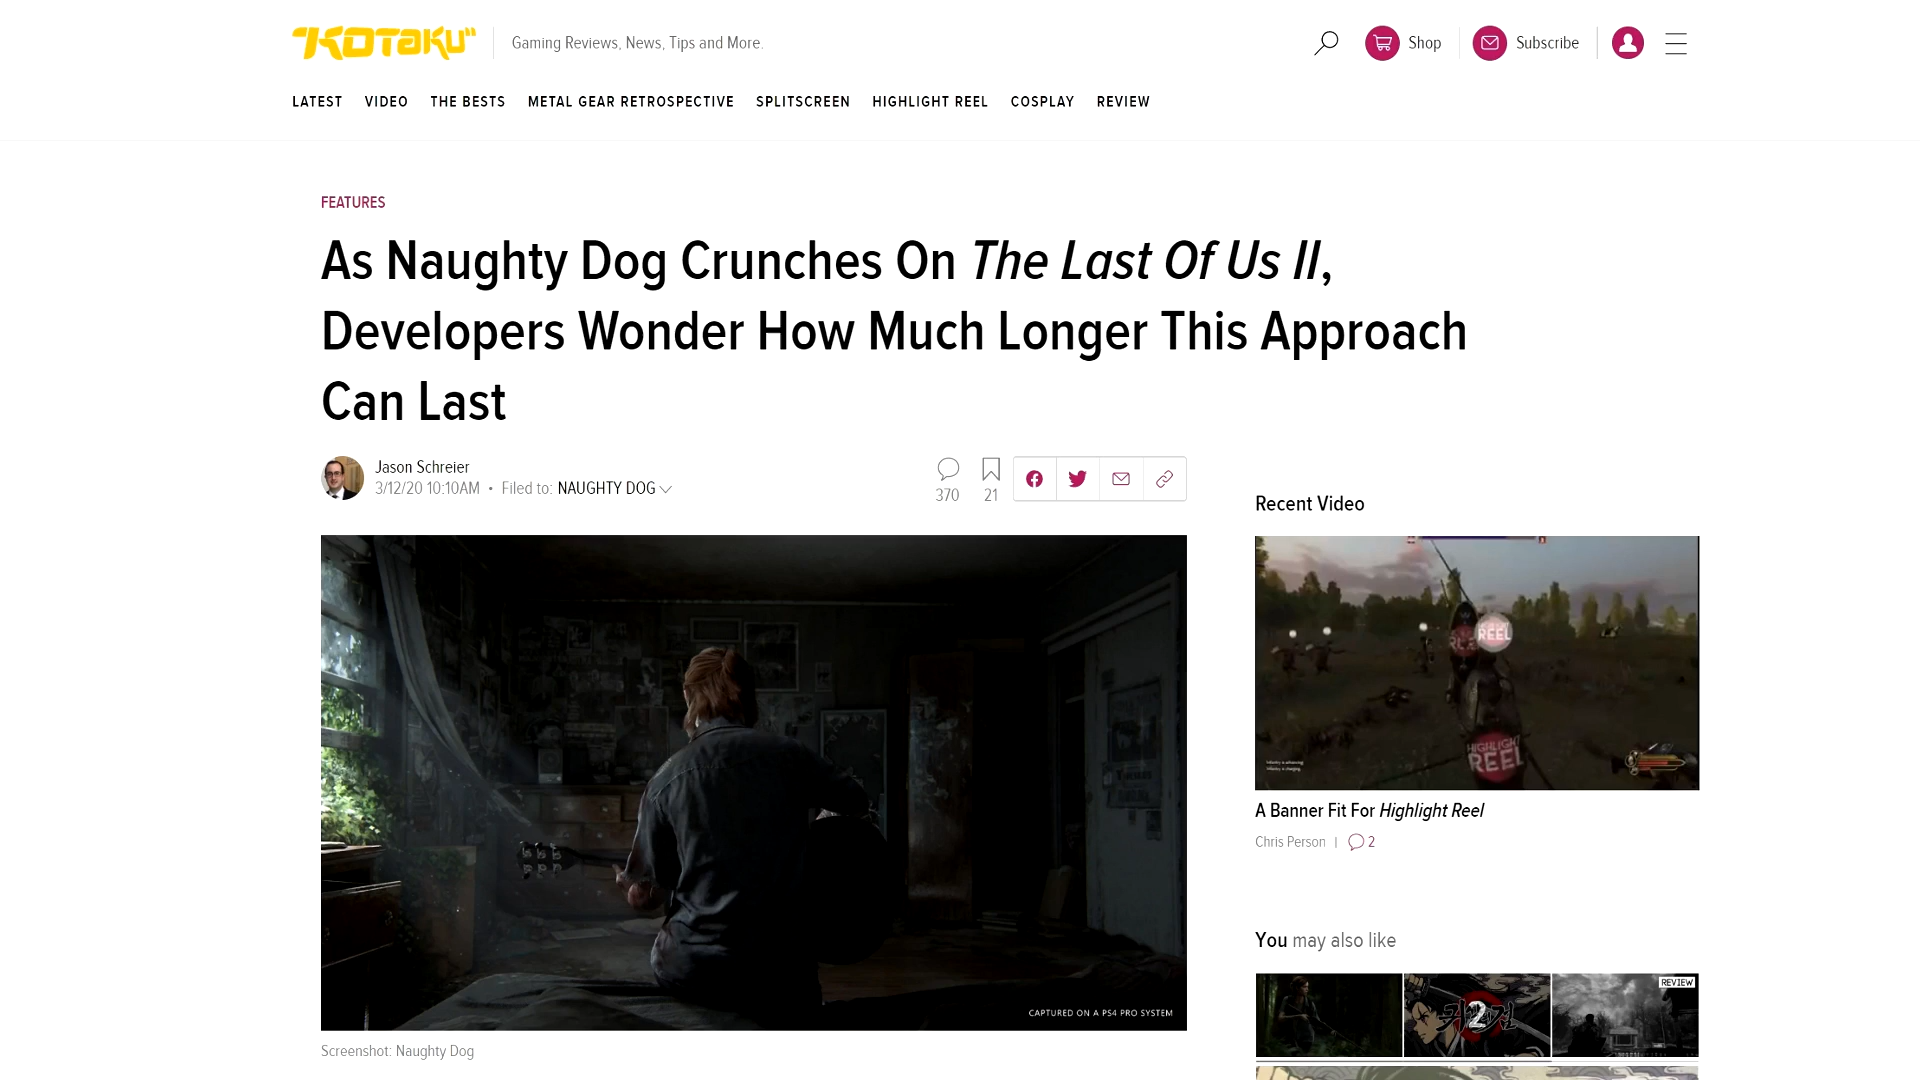 KOTAKU
Gaming Reviews, News, Tips and More.
Shop
Subscribe
LATEST VIDEO THE BESTS METAL GEAR RETROSPECTIVE SPLITSCREEN HIGHLIGHT REEL COSPLAY REVIEW
FEATURES
As Naughty Dog Crunches On The Last Of Us II,
Developers Wonder How Much Longer This Approach
Can Last
Jason Schreier
3/12/20 10:10AM • Filed to: NAUGHTY DOG
370
21
CAPTURED ON A PS4 PRO SYSTEM
Screenshot: Naughty Dog
Recent Video
REEL
HIGHLIGHT
REEL
A Banner Fit For Highlight Reel
Chris Person | 2
You may also like
REVIEW
2